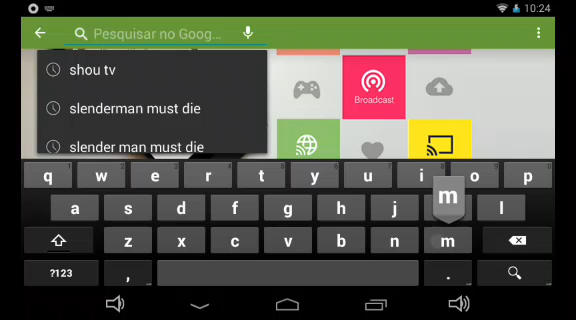 10:24
Pesquisar no Goog...
shou tv
slenderman must die
slender man must die
Broadcast
q w e r t y u i o p
m
a s d f g h j l
z x c v b n m
?123 , .